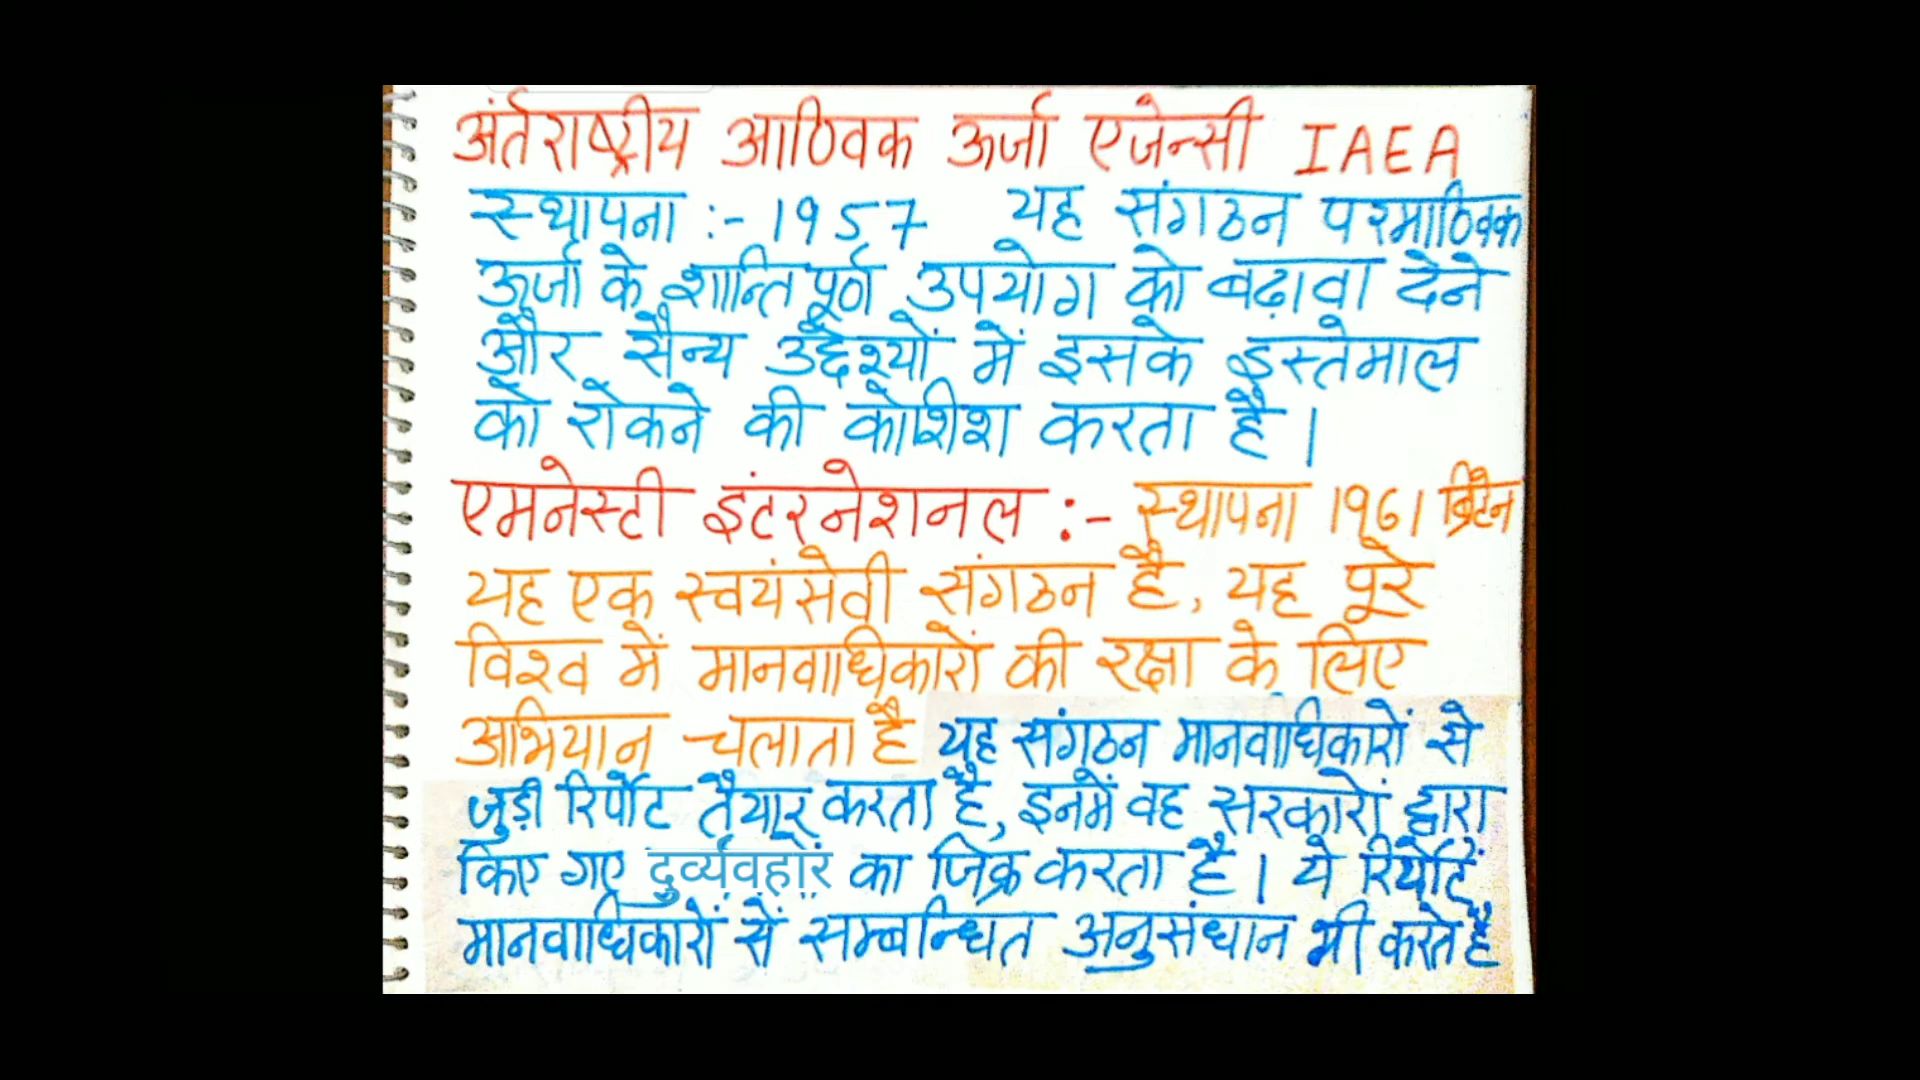 अंर्तराष्ट्रीय आण्विक ऊर्जा एजेन्सी IAEA
स्थापना :- 1957 यह संगठन परमाण्विक
ऊर्जा के शान्तिपूर्ण उपयोग को बढ़ावा देने
और सैन्य उद्देश्यों में इसके इस्तेमाल
को रोकने की कोशिश करता है।
एमनेस्टी इंटरनेशनल :- स्थापना 1961 ब्रिटेन
यह एक स्वयंसेवी संगठन है, यह पूरे
विश्व में मानवाधिकारों की रक्षा के लिए
अभियान चलाता है यह संगठन मानवाधिकारों से
जुड़ी रिर्पोट तैयार करता है, इनमें वह सरकारों द्वारा
किए गए दुर्व्यवहार का जिक्र करता है। ये रिर्पोटें
मानवाधिकारों सें सम्बन्धित अनुसंधान भी करते है